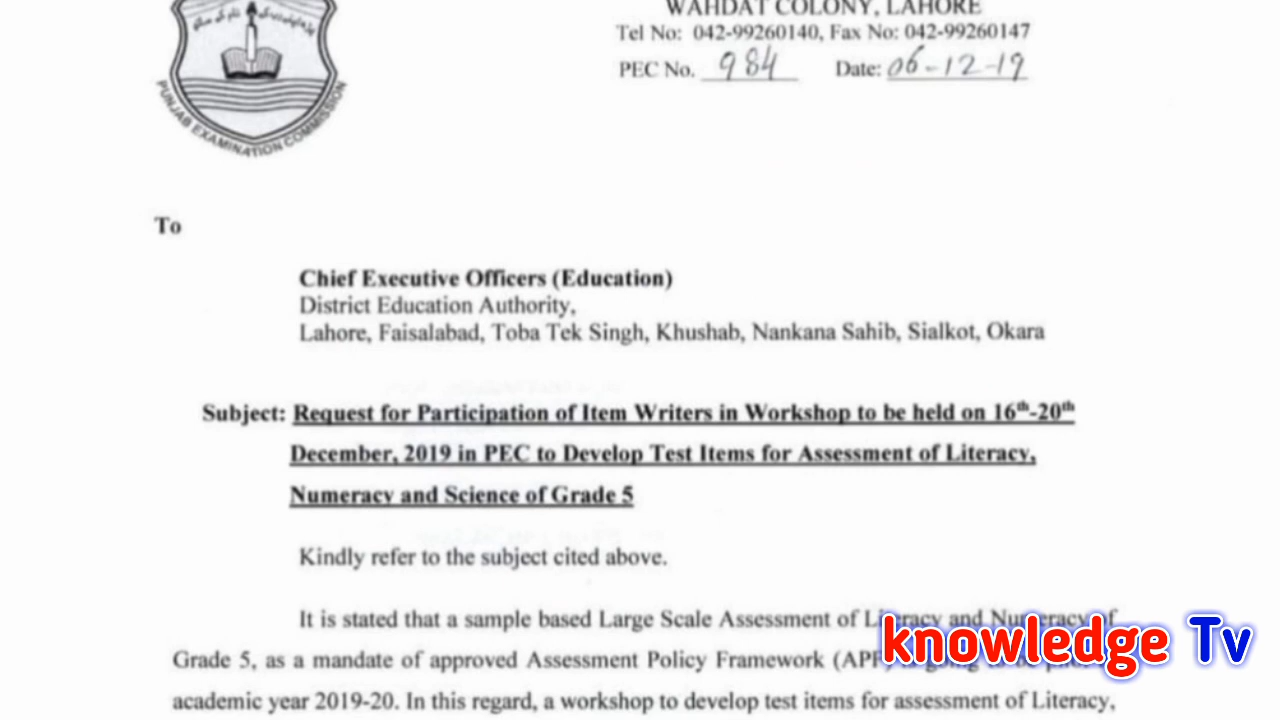 WAHDAT COLONY, LAHORE
Tel No: 042-99260140, Fax No: 042-99260147
PEC No. 984 Date: 06-12-19
PUNJAB EXAMINATION COMMISSION
To
Chief Executive Officers (Education)
District Education Authority,
Lahore, Faisalabad, Toba Tek Singh, Khushab, Nankana Sahib, Sialkot, Okara
Subject: Request for Participation of Item Writers in Workshop to be held on 16th-20th
December, 2019 in PEC to Develop Test Items for Assessment of Literacy,
Numeracy and Science of Grade 5
Kindly refer to the subject cited above.
It is stated that a sample based Large Scale Assessment of Literacy and Numeracy of
Grade 5, as a mandate of approved Assessment Policy Framework (APF)
academic year 2019-20. In this regard, a workshop to develop test items for assessment of Literacy,
knowledge Tv